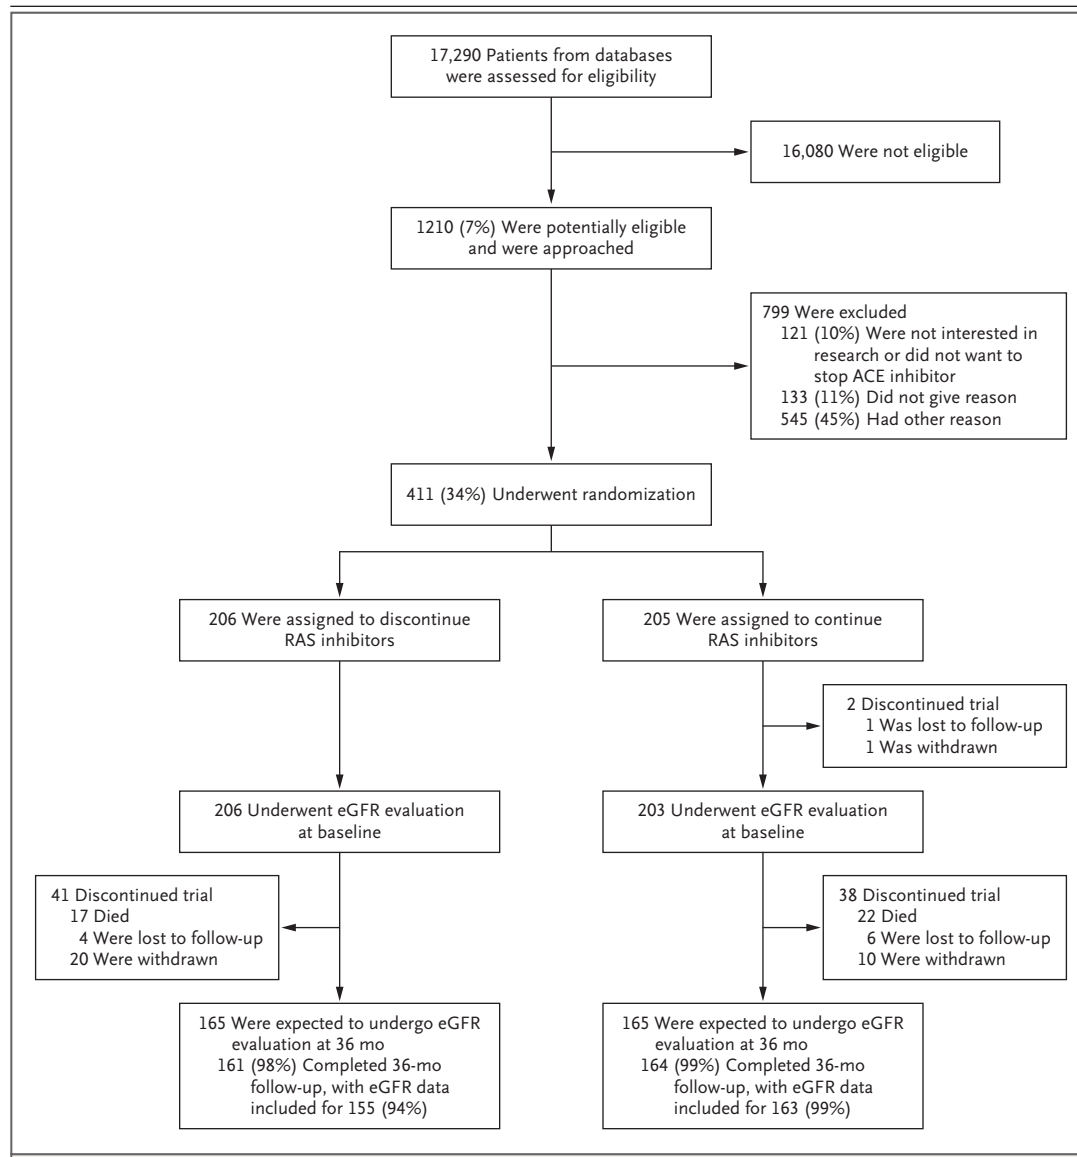 17,290 Patients from databases
were assessed for eligibility
16,080 Were not eligible
1210 (7%) Were potentially eligible
and were approached
799 Were excluded
121 (10%) Were not interested in
research or did not want to
stop ACE inhibitor
133 (11%) Did not give reason
545 (45%) Had other reason
411 (34%) Underwent randomization
206 Were assigned to discontinue
RAS inhibitors
205 Were assigned to continue
RAS inhibitors
2 Discontinued trial
1 Was lost to follow-up
1 Was withdrawn
206 Underwent eGFR evaluation
at baseline
203 Underwent eGFR evaluation
at baseline
41 Discontinued trial
17 Died
4 Were lost to follow-up
20 Were withdrawn
38 Discontinued trial
22 Died
6 Were lost to follow-up
10 Were withdrawn
165 Were expected to undergo eGFR
evaluation at 36 mo
161 (98%) Completed 36-mo
follow-up, with eGFR data
included for 155 (94%)
165 Were expected to undergo eGFR
evaluation at 36 mo
164 (99%) Completed 36-mo
follow-up, with eGFR data
included for 163 (99%)